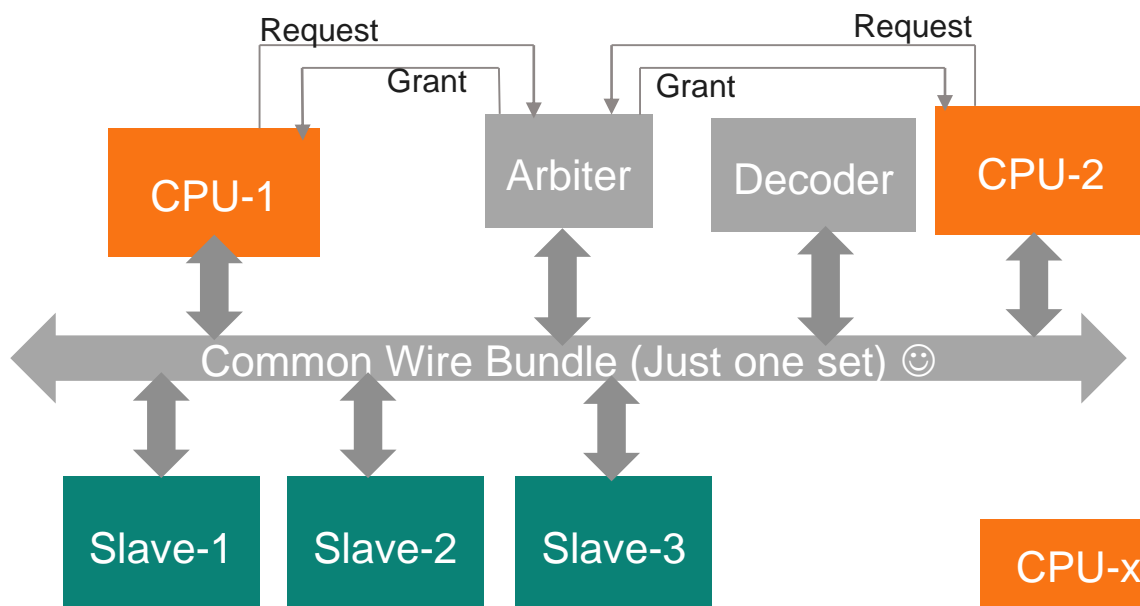 Request
Request
Grant
Grant
CPU-1
Arbiter
Decoder
CPU-2
Common Wire Bundle (Just one set) ☺
Slave-1
Slave-2
Slave-3
CPU-x